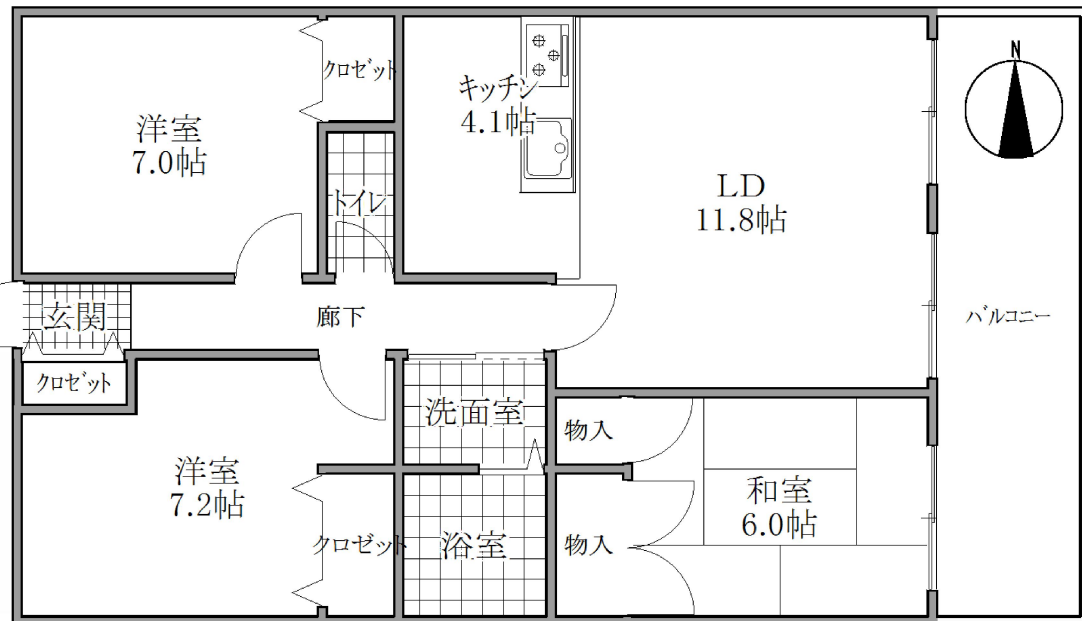 クロゼット
洋室
7.0帖
トイレ
キッチン
4.1帖
LD
11.8帖
N
バルコニー
玄関
廊下
クロゼット
洋室
7.2帖
クロゼット
洗面室
浴室
物入
物入
和室
6.0帖